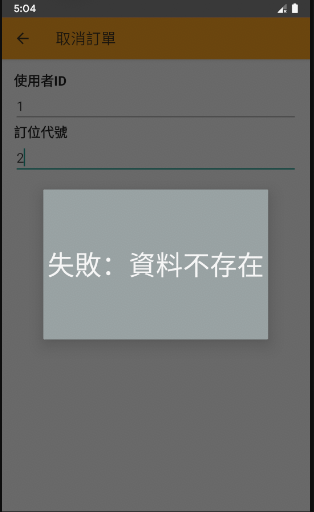 5:04
取消訂單
使用者ID
1
訂位代號
2
失敗：資料不存在